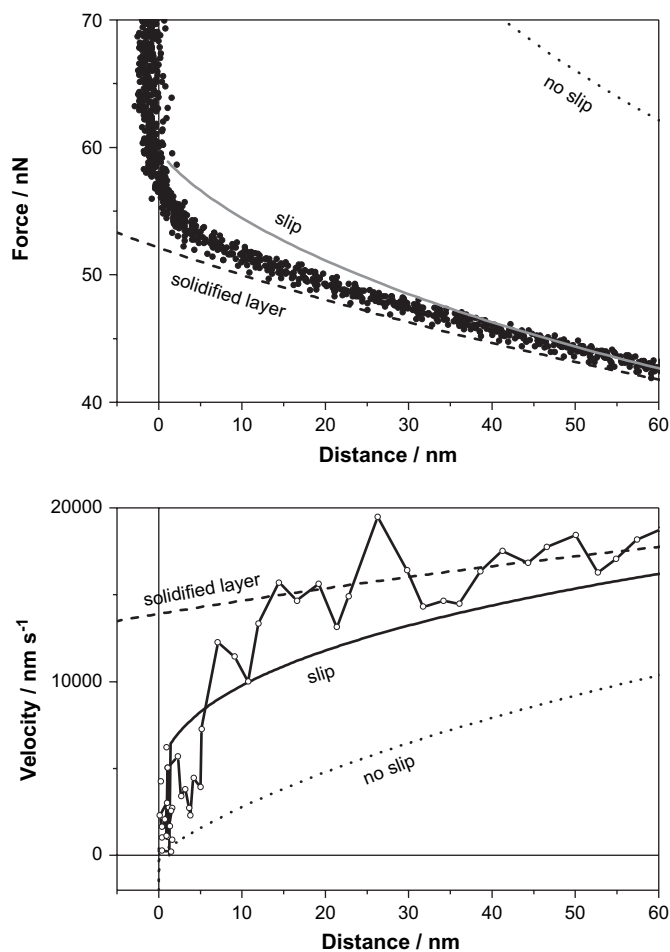 70
60
50
40
Force / nN
no slip
slip
solidified layer
0 10 20 30 40 50 60
Distance / nm
20000
10000
0
Velocity / nm s⁻¹
solidified layer
slip
no slip
0 10 20 30 40 50 60
Distance / nm